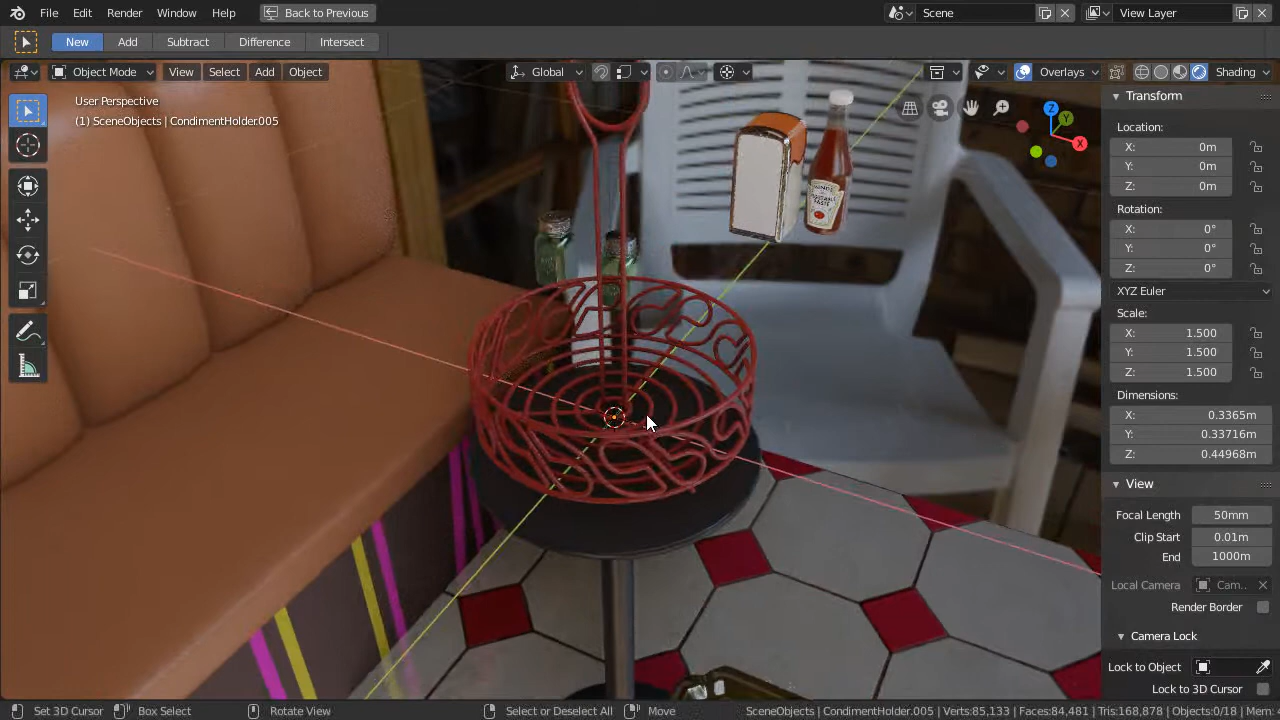 File Edit Render Window Help Back to Previous Scene View Layer
New Add Subtract Difference Intersect
Object Mode View Select Add Object Global Overlays Shading
User Perspective
(1) SceneObjects | CondimentHolder.005
Transform
Location:
X: 0m
Y: 0m
Z: 0m
Rotation:
X: 0°
Y: 0°
Z: 0°
XYZ Euler
Scale:
X: 1.500
Y: 1.500
Z: 1.500
Dimensions:
X: 0.3365m
Y: 0.33716m
Z: 0.44968m
View
Focal Length 50mm
Clip Start 0.01m
End 1000m
Local Camera Cam..
Render Border
Camera Lock
Lock to Object
Lock to 3D Cursor
Z
Y
X
Set 3D Cursor Box Select Rotate View Select or Deselect All Move SceneObjects | CondimentHolder.005 | Verts:85,133 | Faces:84,481 | Tris:168,878 | Objects:0/18 | Mem: